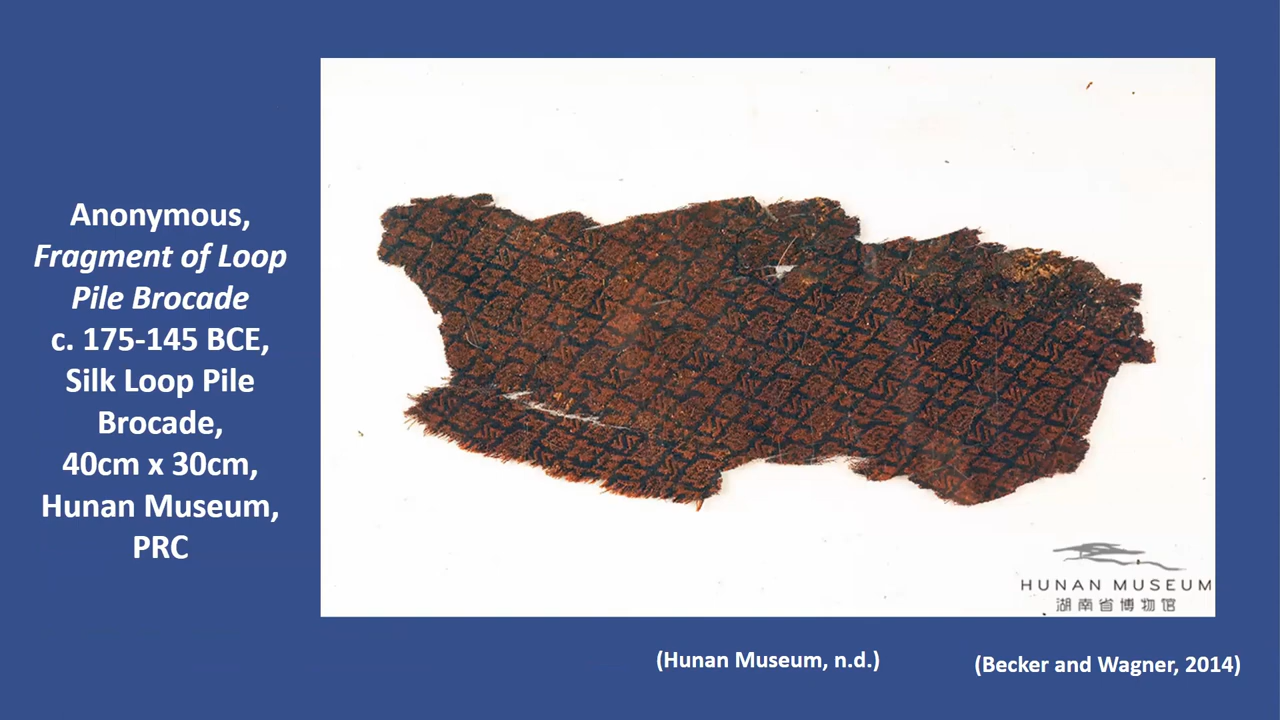 Anonymous,
Fragment of Loop
Pile Brocade
c. 175-145 BCE,
Silk Loop Pile
Brocade,
40cm x 30cm,
Hunan Museum,
PRC
HUNAN MUSEUM
湖南省博物馆
(Hunan Museum, n.d.)
(Becker and Wagner, 2014)